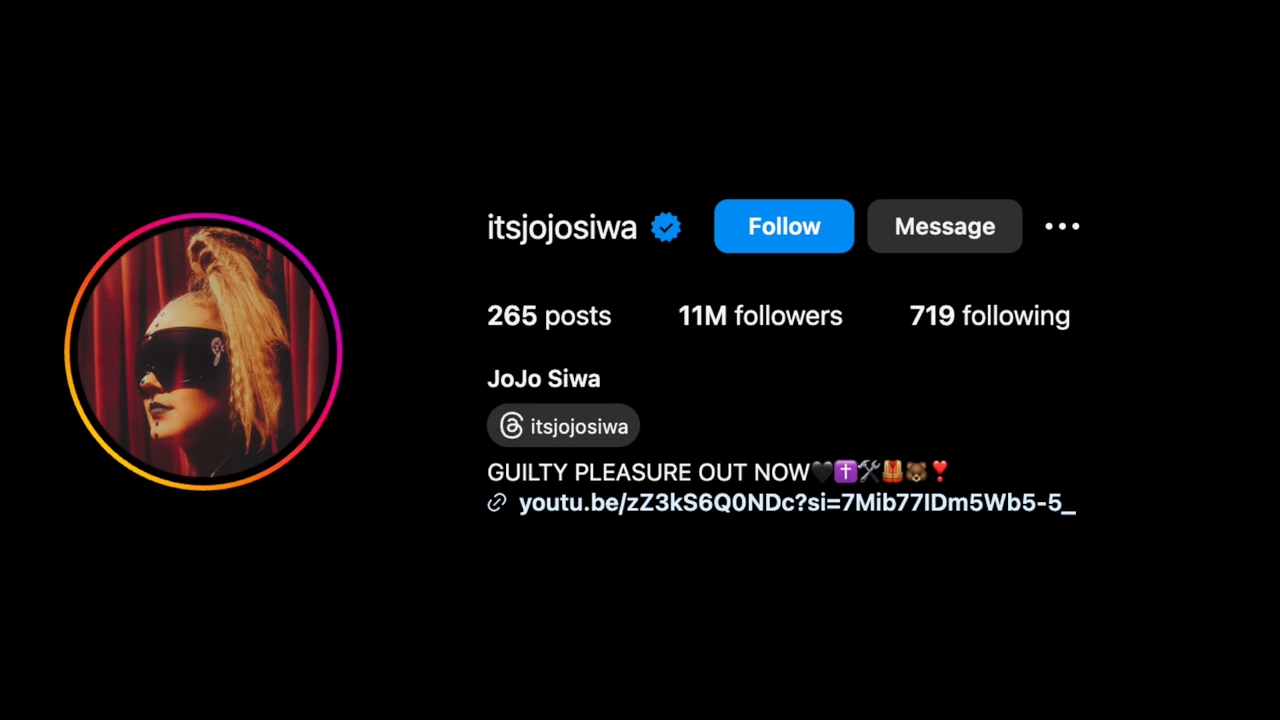 itsjojosiwa Follow Message
265 posts 11M followers 719 following
JoJo Siwa
itsjojosiwa
GUILTY PLEASURE OUT NOW🖤✝️🛠️🦺🐻❣️
youtu.be/zZ3kS6Q0NDc?si=7Mib77IDm5Wb5-5_